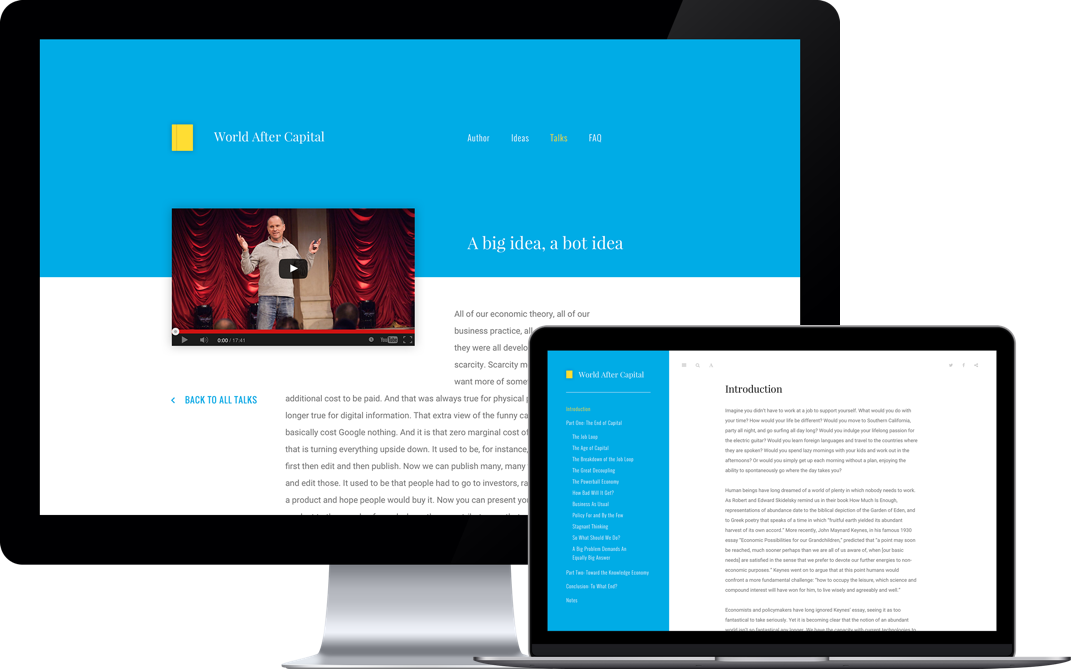 World After Capital
Author Ideas Talks FAQ
A big idea, a bot idea
0:00 / 17:41
YouTube
BACK TO ALL TALKS
All of our economic theory, all of our
business practice, all
they were all develo
scarcity. Scarcity m
want more of some
additional cost to be paid. And that was always true for physical p
longer true for digital information. That extra view of the funny ca
basically cost Google nothing. And it is that zero marginal cost of
that is turning everything upside down. It used to be, for instance,
first then edit and then publish. Now we can publish many, many
and edit those. It used to be that people had to go to investors, ra
a product and hope people would buy it. Now you can present you
World After Capital
Introduction
Part One: The End of Capital
The Job Loop
The Age of Capital
The Breakdown of the Job Loop
The Great Decoupling
The Powerball Economy
How Bad Will It Get?
Business As Usual
Policy For and By the Few
Stagnant Thinking
So What Should We Do?
A Big Problem Demands An
Equally Big Answer
Part Two: Toward the Knowledge Economy
Conclusion: To What End?
Notes
Introduction
Imagine you didn't have to work at a job to support yourself. What would you do with
your time? How would your life be different? Would you move to Southern California,
party all night, and go surfing all day long? Would you indulge your lifelong passion for
the electric guitar? Would you learn foreign languages and travel to the countries where
they are spoken? Would you spend lazy mornings with your kids and work out in the
afternoons? Or would you simply get up each morning without a plan, enjoying the
ability to spontaneously go where the day takes you?
Human beings have long dreamed of a world of plenty in which nobody needs to work.
As Robert and Edward Skidelsky remind us in their book How Much is Enough,
representations of abundance date to the biblical depiction of the Garden of Eden, and
to Greek poetry that speaks of a time in which "fruitful earth yielded its abundant
harvest of its own accord." More recently, John Maynard Keynes, in his famous 1930
essay "Economic Possibilities for our Grandchildren," predicted that "a point may soon
be reached, much sooner perhaps than we are all of us aware of, when [our basic
needs] are satisfied in the sense that we prefer to devote our further energies to non-
economic purposes." Keynes went on to argue that at this point humans would
confront a more fundamental challenge: "how to occupy the leisure, which science and
compound interest will have won for him, to live wisely and agreeably and well."
Economists and policymakers have long ignored Keynes' essay, seeing it as too
fantastical to take seriously. Yet it is becoming clear that the notion of an abundant
world isn't so fantastical any longer. We have the capacity with current technologies to